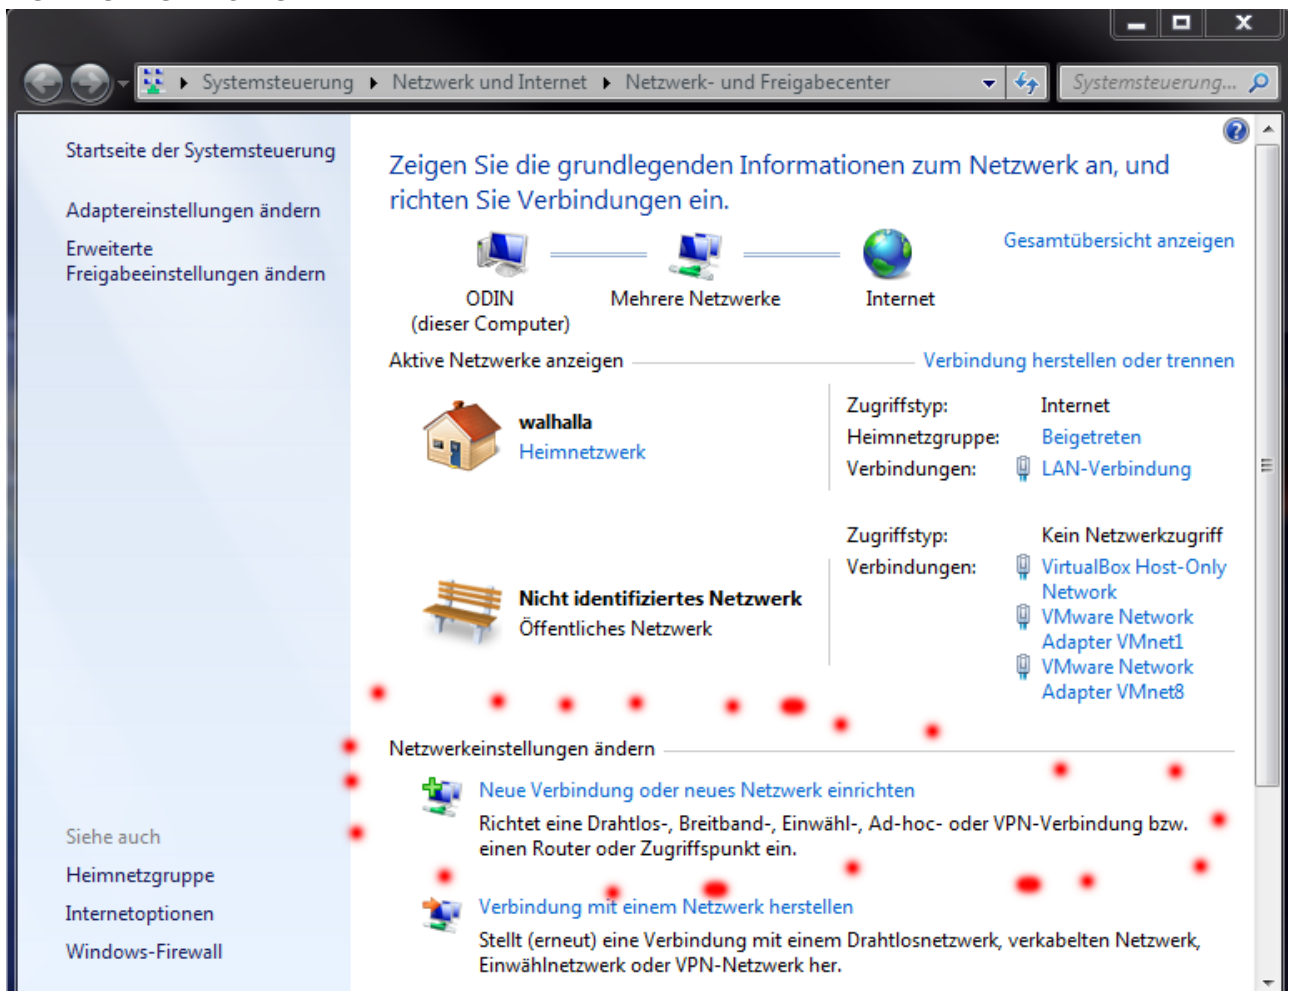 Systemsteuerung Netzwerk und Internet Netzwerk- und Freigabecenter
Systemsteuerung...
Startseite der Systemsteuerung
Adaptereinstellungen ändern
Erweiterte
Freigabeeinstellungen ändern
Siehe auch
Heimnetzgruppe
Internetoptionen
Windows-Firewall
Zeigen Sie die grundlegenden Informationen zum Netzwerk an, und
richten Sie Verbindungen ein.
Gesamtübersicht anzeigen
ODIN
(dieser Computer)
Mehrere Netzwerke
Internet
Aktive Netzwerke anzeigen
Verbindung herstellen oder trennen
walhalla
Heimnetzwerk
Zugriffstyp: Internet
Heimnetzgruppe: Beigetreten
Verbindungen: LAN-Verbindung
Nicht identifiziertes Netzwerk
Öffentliches Netzwerk
Zugriffstyp: Kein Netzwerkzugriff
Verbindungen: VirtualBox Host-Only
Network
VMware Network
Adapter VMnet1
VMware Network
Adapter VMnet8
Netzwerkeinstellungen ändern
Neue Verbindung oder neues Netzwerk einrichten
Richtet eine Drahtlos-, Breitband-, Einwähl-, Ad-hoc- oder VPN-Verbindung bzw.
einen Router oder Zugriffspunkt ein.
Verbindung mit einem Netzwerk herstellen
Stellt (erneut) eine Verbindung mit einem Drahtlosnetzwerk, verkabelten Netzwerk,
Einwählnetzwerk oder VPN-Netzwerk her.